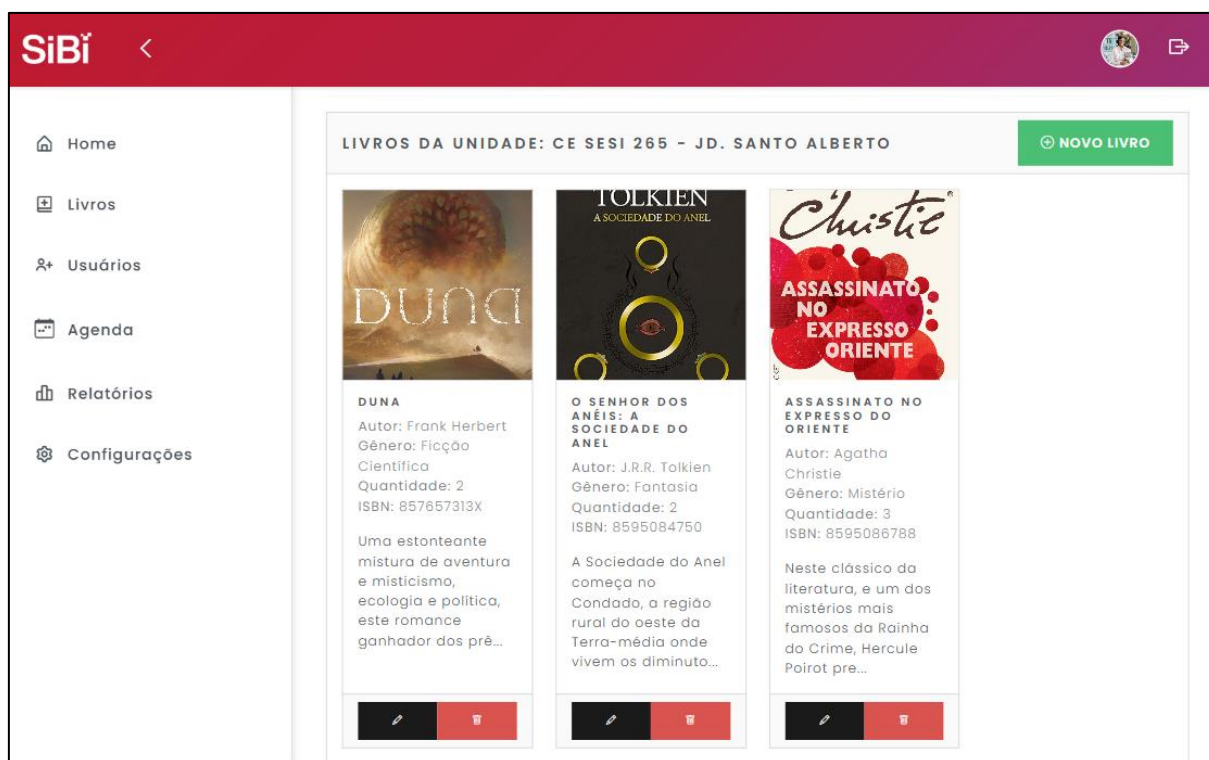 SiBi
Home
Livros
Usuários
Agenda
Relatórios
Configurações
LIVROS DA UNIDADE: CE SESI 265 - JD. SANTO ALBERTO
NOVO LIVRO
DUNA
DUNA
Autor: Frank Herbert
Gênero: Ficção
Científica
Quantidade: 2
ISBN: 857657313X
Uma estonteante
mistura de aventura
e misticismo,
ecologia e política,
este romance
ganhador dos prê...
TOLKIEN
A SOCIEDADE DO ANEL
O SENHOR DOS
ANÉIS: A
SOCIEDADE DO
ANEL
Autor: J.R.R. Tolkien
Gênero: Fantasia
Quantidade: 2
ISBN: 8595084750
A Sociedade do Anel
começa no
Condado, a região
rural do oeste da
Terra-média onde
vivem os diminuto...
Christie
ASSASSINATO
NO
EXPRESSO
ORIENTE
ASSASSINATO NO
EXPRESSO DO
ORIENTE
Autor: Agatha
Christie
Gênero: Mistério
Quantidade: 3
ISBN: 8595086788
Neste clássico da
literatura, e um dos
mistérios mais
famosos da Rainha
do Crime, Hercule
Poirot pre...